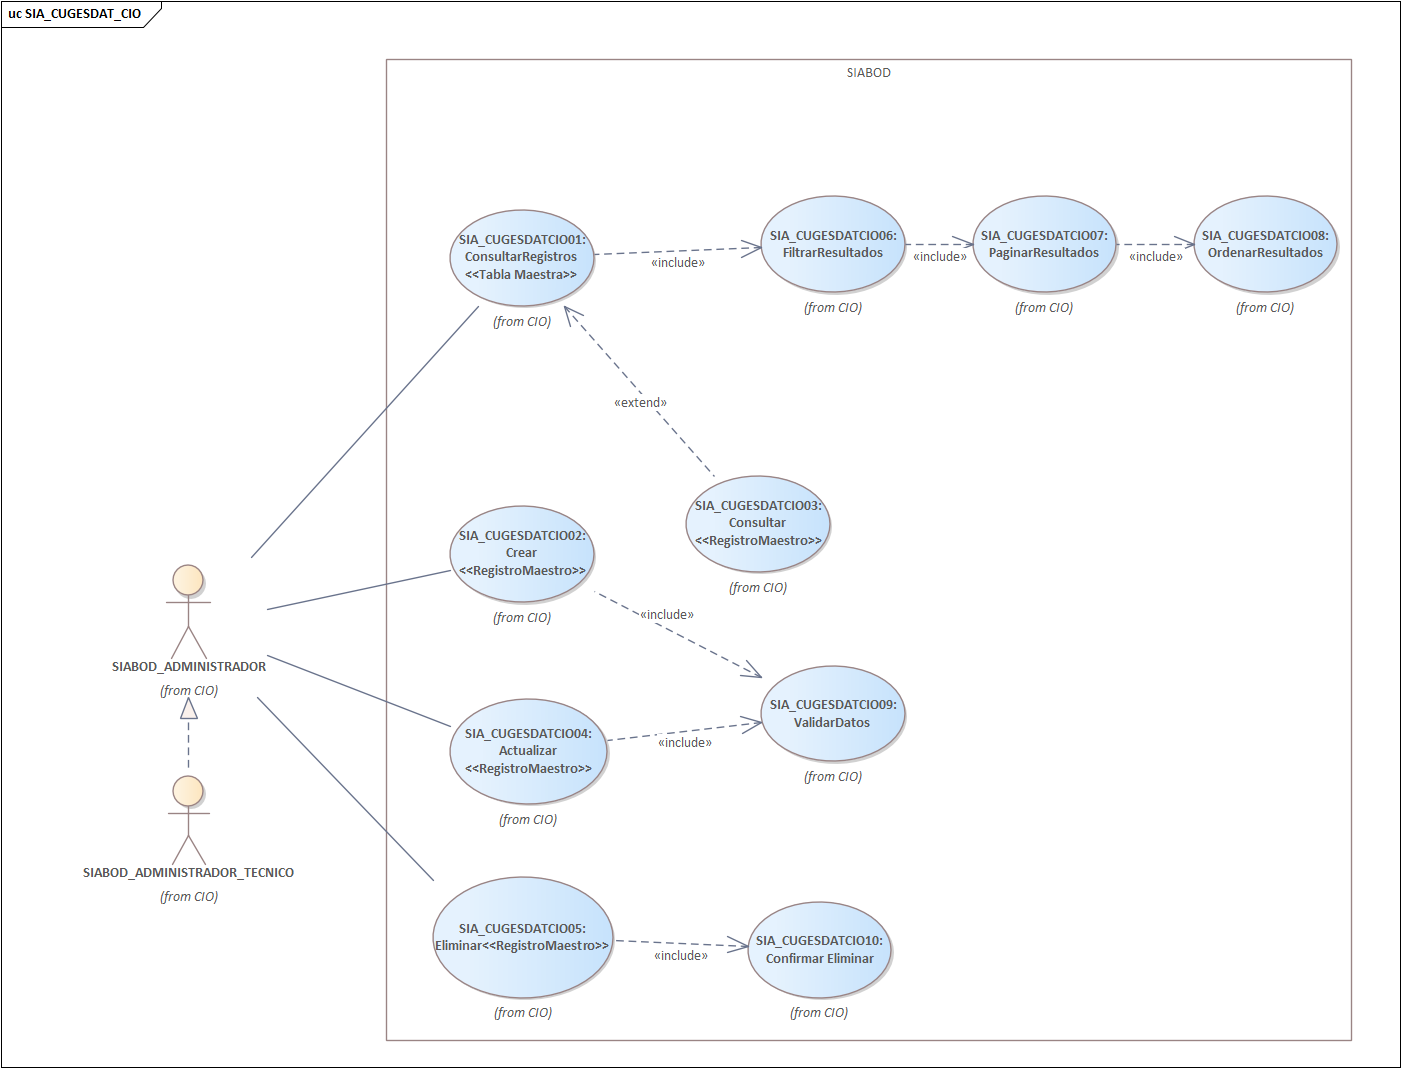 uc SIA_CUGESDAT_CIO
SIABOD
SIA_CUGESDATCIO01:
ConsultarRegistros
<<Tabla Maestra>>
(from CIO)
«include»
SIA_CUGESDATCIO06:
FiltrarResultados
(from CIO)
«include»
SIA_CUGESDATCIO07:
PaginarResultados
(from CIO)
«include»
SIA_CUGESDATCIO08:
OrdenarResultados
(from CIO)
«extend»
SIA_CUGESDATCIO03:
Consultar
<<RegistroMaestro>>
(from CIO)
SIA_CUGESDATCIO02:
Crear
<<RegistroMaestro>>
(from CIO)
«include»
SIABOD_ADMINISTRADOR
(from CIO)
SIA_CUGESDATCIO09:
ValidarDatos
(from CIO)
SIA_CUGESDATCIO04:
Actualizar
<<RegistroMaestro>>
(from CIO)
«include»
SIABOD_ADMINISTRADOR_TECNICO
(from CIO)
SIA_CUGESDATCIO05:
Eliminar<<RegistroMaestro>>
(from CIO)
«include»
SIA_CUGESDATCIO10:
Confirmar Eliminar
(from CIO)